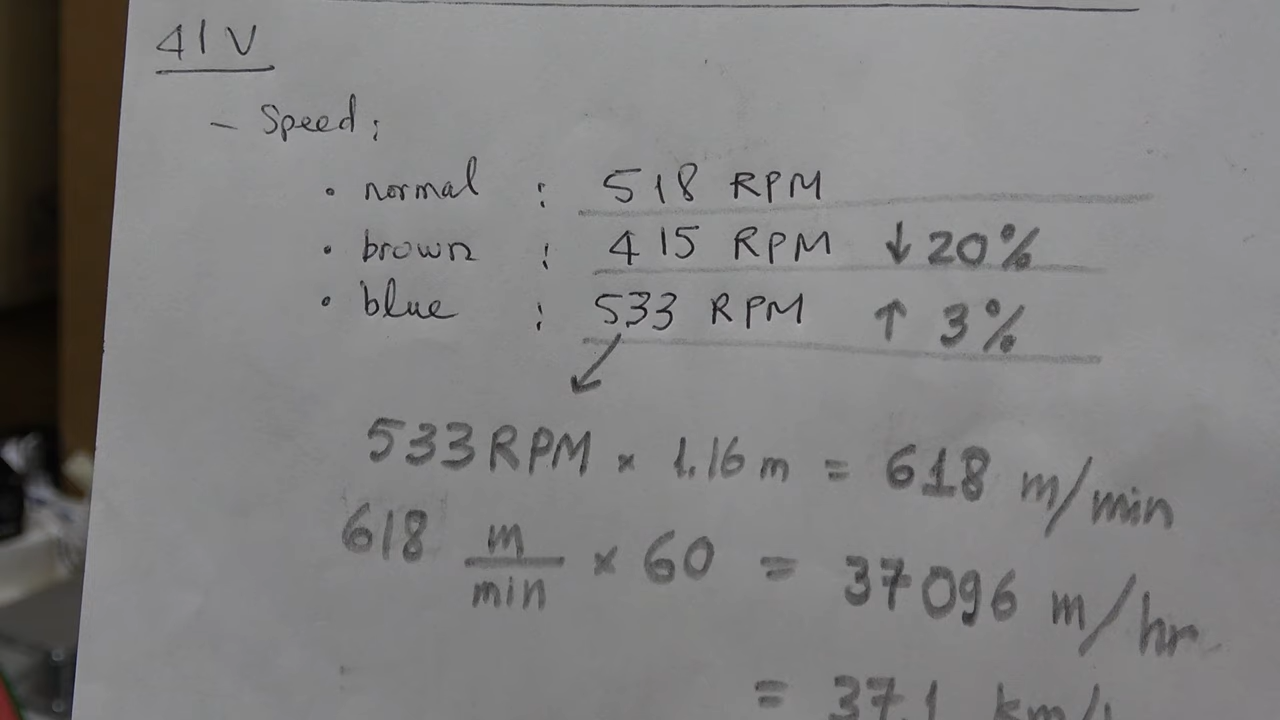 41V
- Speed:
• normal : 518 RPM
• brown : 415 RPM ↓ 20%
• blue : 533 RPM ↑ 3%
533 RPM × 1.16 m = 618 m/min
618 m/min × 60 = 37096 m/hr
= 37.1 km/